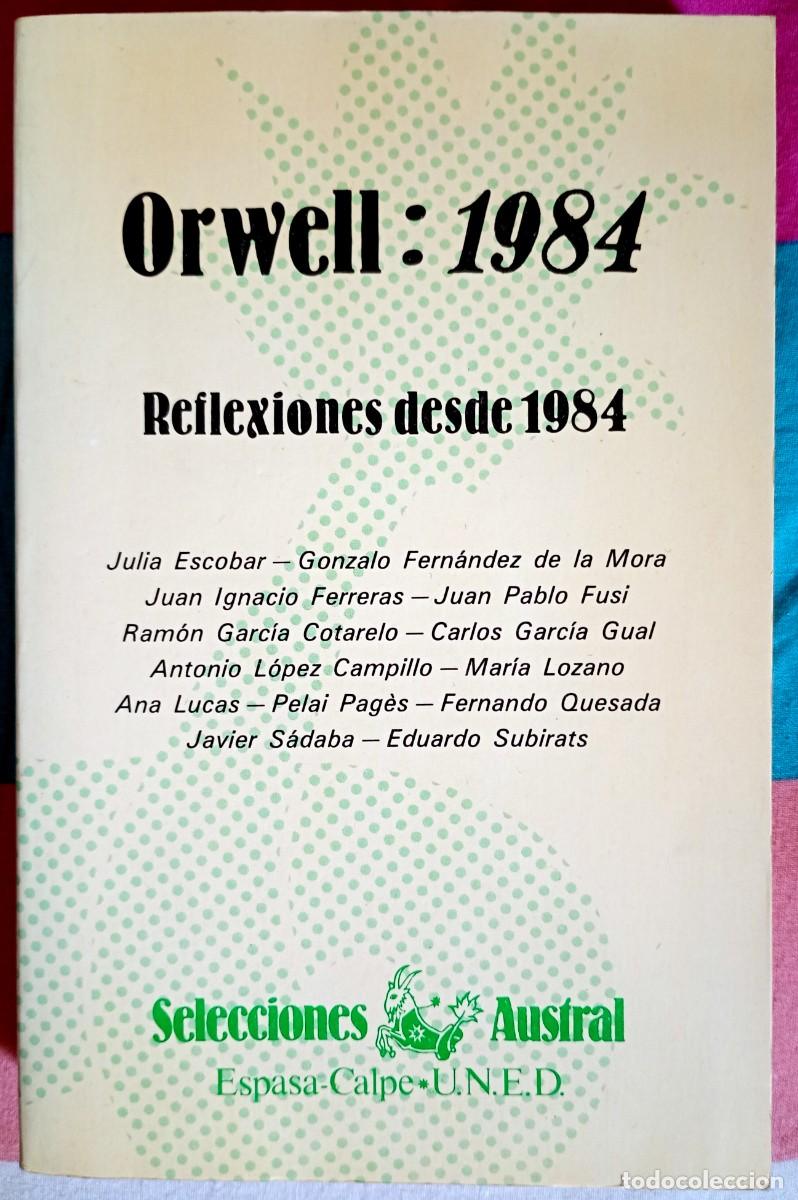 Orwell: 1984
Reflexiones desde 1984
Julia Escobar — Gonzalo Fernández de la Mora
Juan Ignacio Ferreras — Juan Pablo Fusi
Ramón García Cotarelo — Carlos García Gual
Antonio López Campillo — María Lozano
Ana Lucas — Pelai Pagès — Fernando Quesada
Javier Sádaba — Eduardo Subirats
Selecciones Austral
Espasa-Calpe * U.N.E.D.
todocoleccion